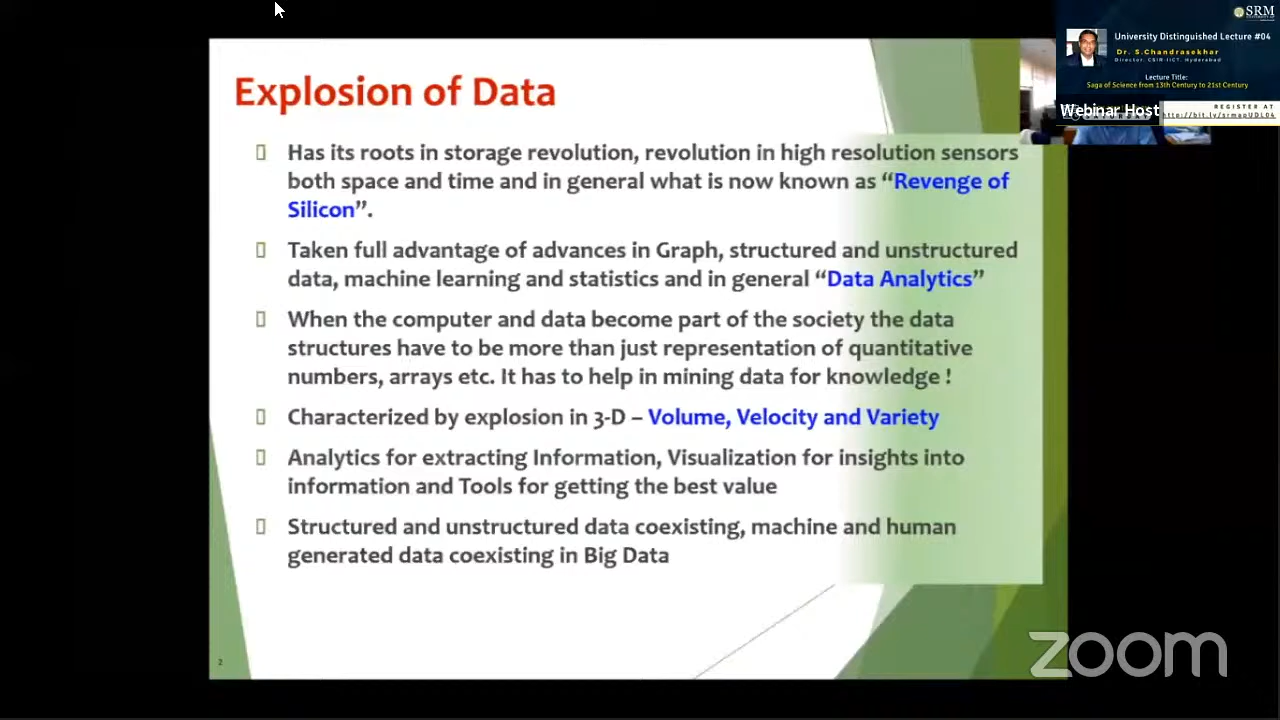 SRM
University Distinguished Lecture #04
Dr. S.Chandrasekhar
Director, CSIR-IICT, Hyderabad
Lecture Title:
Saga of Science from 13th Century to 21st Century
Webinar Host
REGISTER AT
http://bit.ly/srmapUDL04
Explosion of Data
Has its roots in storage revolution, revolution in high resolution sensors
both space and time and in general what is now known as “Revenge of
Silicon”.
Taken full advantage of advances in Graph, structured and unstructured
data, machine learning and statistics and in general “Data Analytics”
When the computer and data become part of the society the data
structures have to be more than just representation of quantitative
numbers, arrays etc. It has to help in mining data for knowledge !
Characterized by explosion in 3-D – Volume, Velocity and Variety
Analytics for extracting Information, Visualization for insights into
information and Tools for getting the best value
Structured and unstructured data coexisting, machine and human
generated data coexisting in Big Data
2
zoom